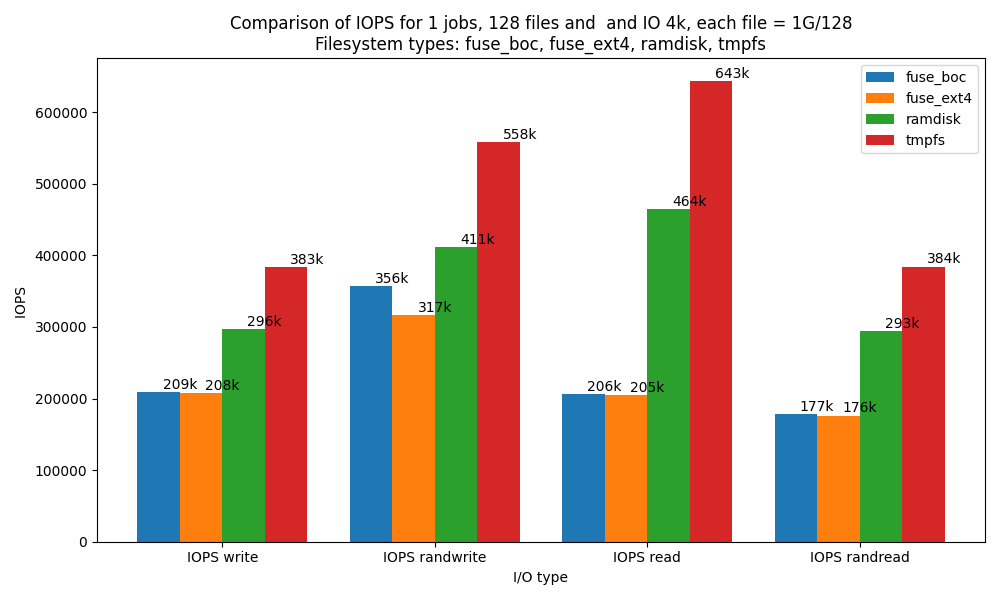 Comparison of IOPS for 1 jobs, 128 files and  and IO 4k, each file = 1G/128
Filesystem types: fuse_boc, fuse_ext4, ramdisk, tmpfs
fuse_boc
fuse_ext4
ramdisk
tmpfs
IOPS
600000
500000
400000
300000
200000
100000
0
209k
208k
296k
383k
356k
317k
411k
558k
206k
205k
464k
643k
177k
176k
293k
384k
IOPS write
IOPS randwrite
IOPS read
IOPS randread
I/O type